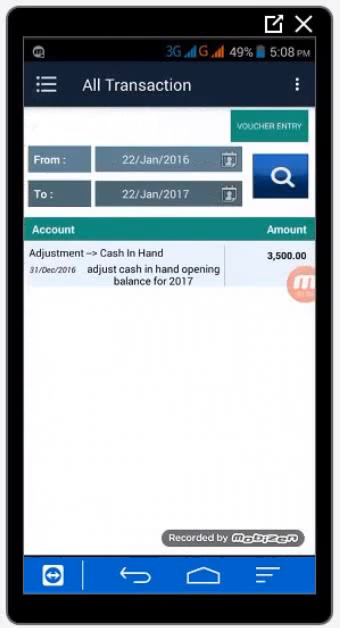 3G G 49% 5:08 PM
All Transaction
VOUCHER ENTRY
From : 22/Jan/2016
To : 22/Jan/2017
Account Amount
Adjustment --> Cash In Hand 3,500.00
31/Dec/2016 adjust cash in hand opening
balance for 2017
Recorded by mobizen